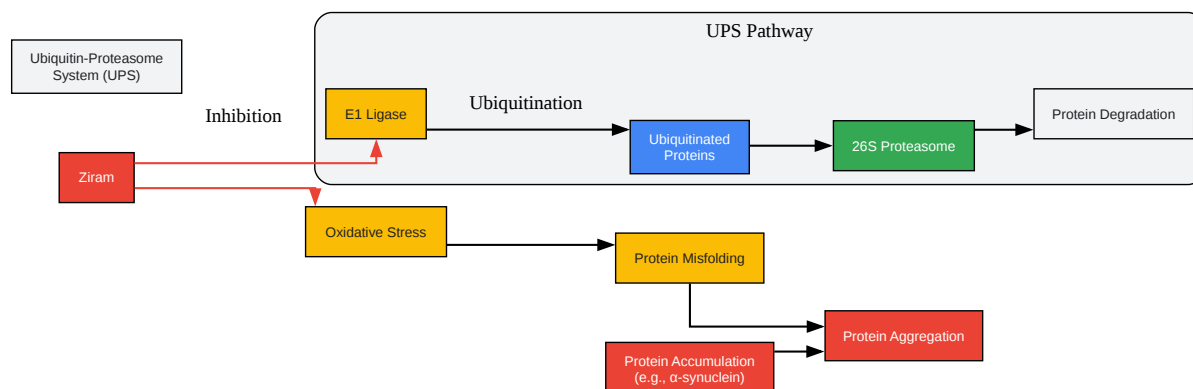 UPS Pathway
Ubiquitin-Proteasome
System (UPS)
Inhibition
E1 Ligase
Ubiquitination
Protein Degradation
Ubiquitinated
Proteins
26S Proteasome
Ziram
Oxidative Stress
Protein Misfolding
Protein Aggregation
Protein Accumulation
(e.g., α-synuclein)